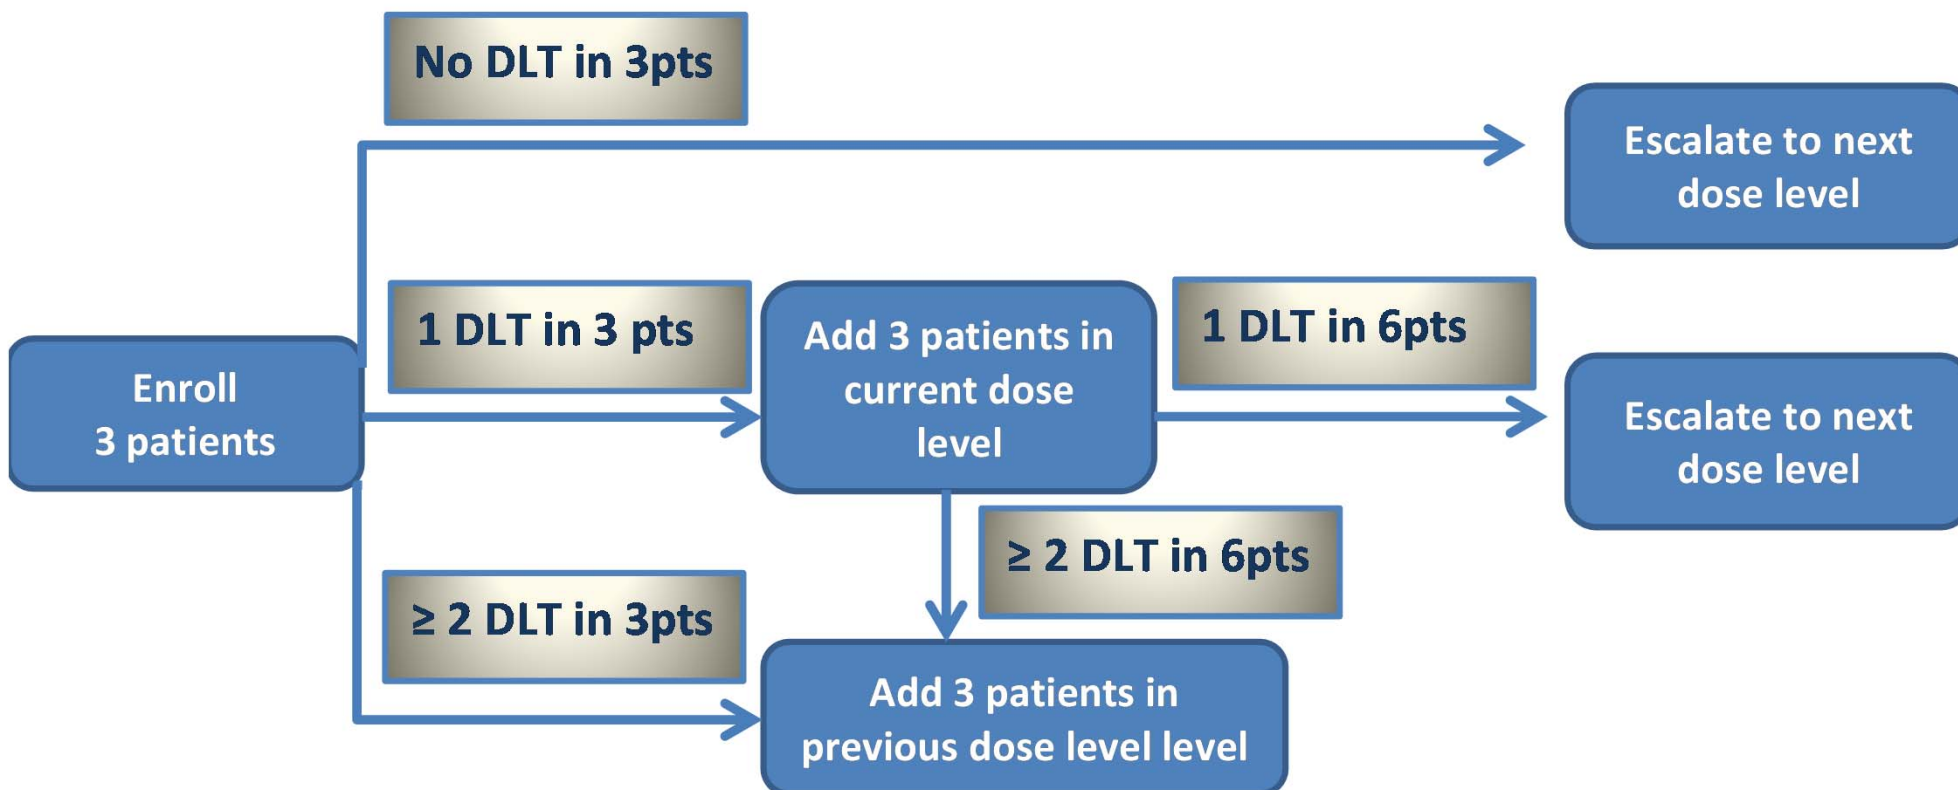 No DLT in 3pts
Escalate to next
dose level
1 DLT in 3 pts
Add 3 patients in
current dose
level
1 DLT in 6pts
Enroll
3 patients
Escalate to next
dose level
≥ 2 DLT in 3pts
≥ 2 DLT in 6pts
Add 3 patients in
previous dose level level